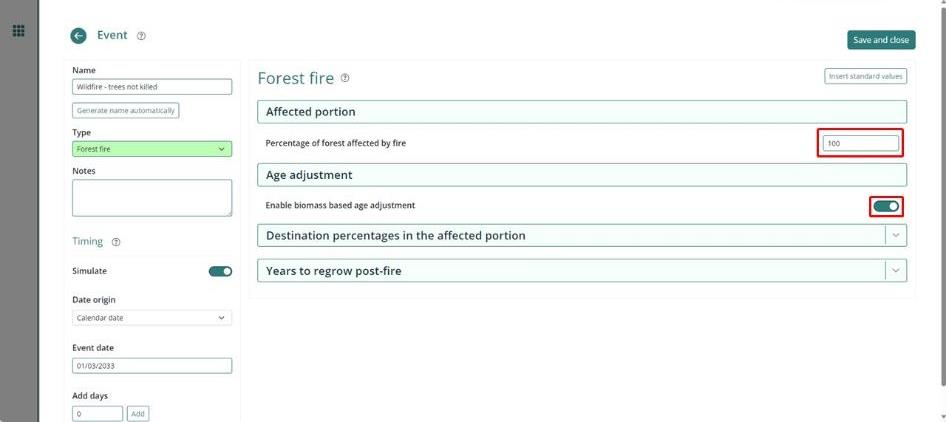 Event
Save and close
Name
Wildfire - trees not killed
Generate name automatically
Type
Forest fire
Notes
Timing
Simulate
Date origin
Calendar date
Event date
01/03/2033
Add days
0 Add
Forest fire
Insert standard values
Affected portion
Percentage of forest affected by fire
100
Age adjustment
Enable biomass based age adjustment
Destination percentages in the affected portion
Years to regrow post-fire